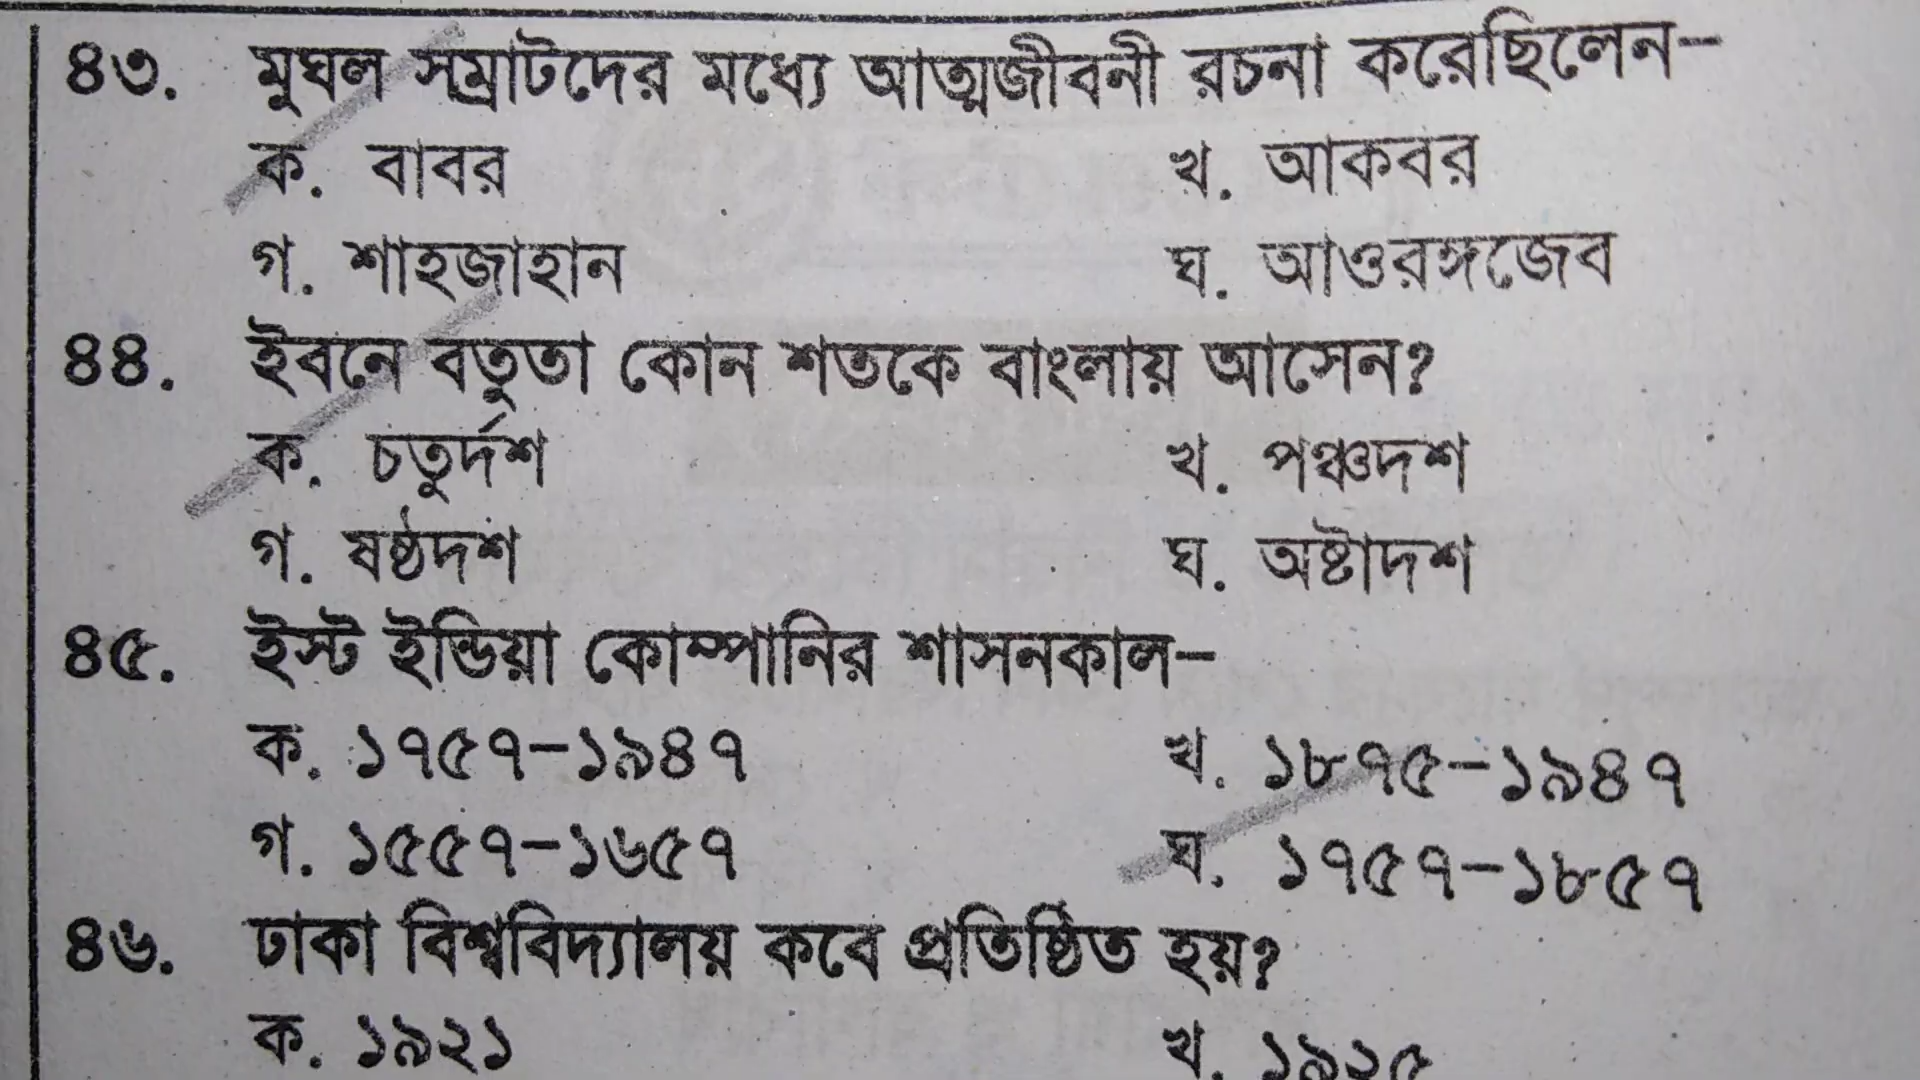 ৪৩. মুঘল সম্রাটদের মধ্যে আত্মজীবনী রচনা করেছিলেন−
ক. বাবর খ. আকবর
গ. শাহজাহান ঘ. আওরঙ্গজেব
৪৪. ইবনে বতুতা কোন শতকে বাংলায় আসেন?
ক. চতুর্দশ খ. পঞ্চদশ
গ. ষষ্ঠদশ ঘ. অষ্টাদশ
৪৫. ইস্ট ইন্ডিয়া কোম্পানির শাসনকাল−
ক. ১৭৫৭−১৯৪৭ খ. ১৮৭৫−১৯৪৭
গ. ১৫৫৭−১৬৫৭ ঘ. ১৭৫৭−১৮৫৭
৪৬. ঢাকা বিশ্ববিদ্যালয় কবে প্রতিষ্ঠিত হয়?
ক. ১৯২১ খ. ১৯২৫